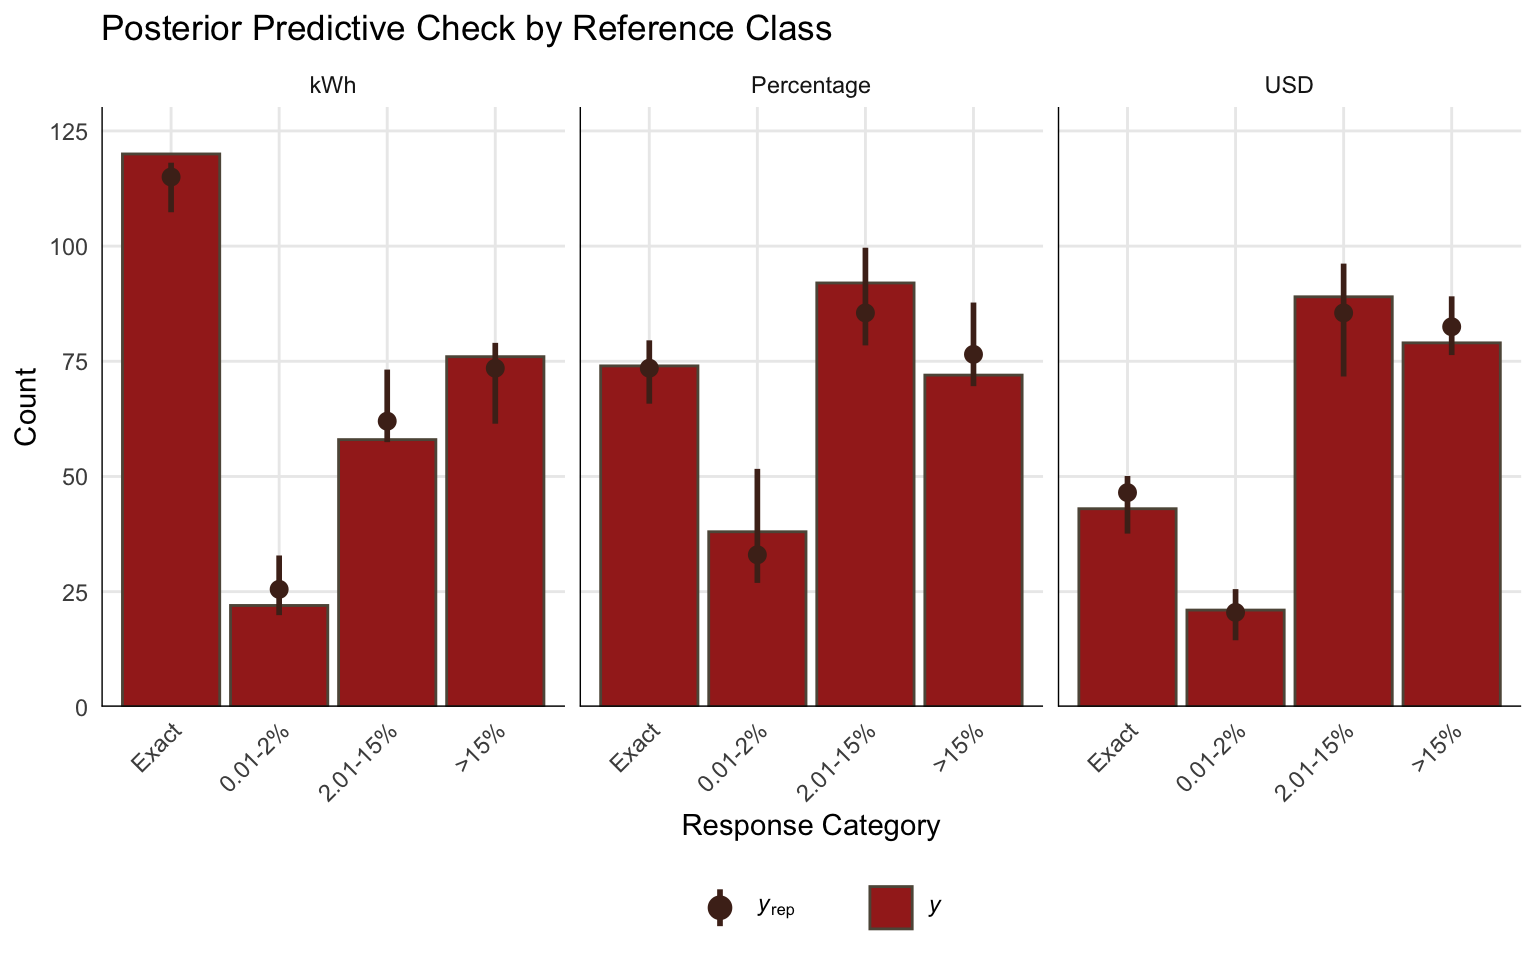 Posterior Predictive Check by Reference Class
kWh
Percentage
USD
125
100
75
50
25
0
Count
Exact
0.01-2%
2.01-15%
>15%
Exact
0.01-2%
2.01-15%
>15%
Exact
0.01-2%
2.01-15%
>15%
Response Category
yrep
y